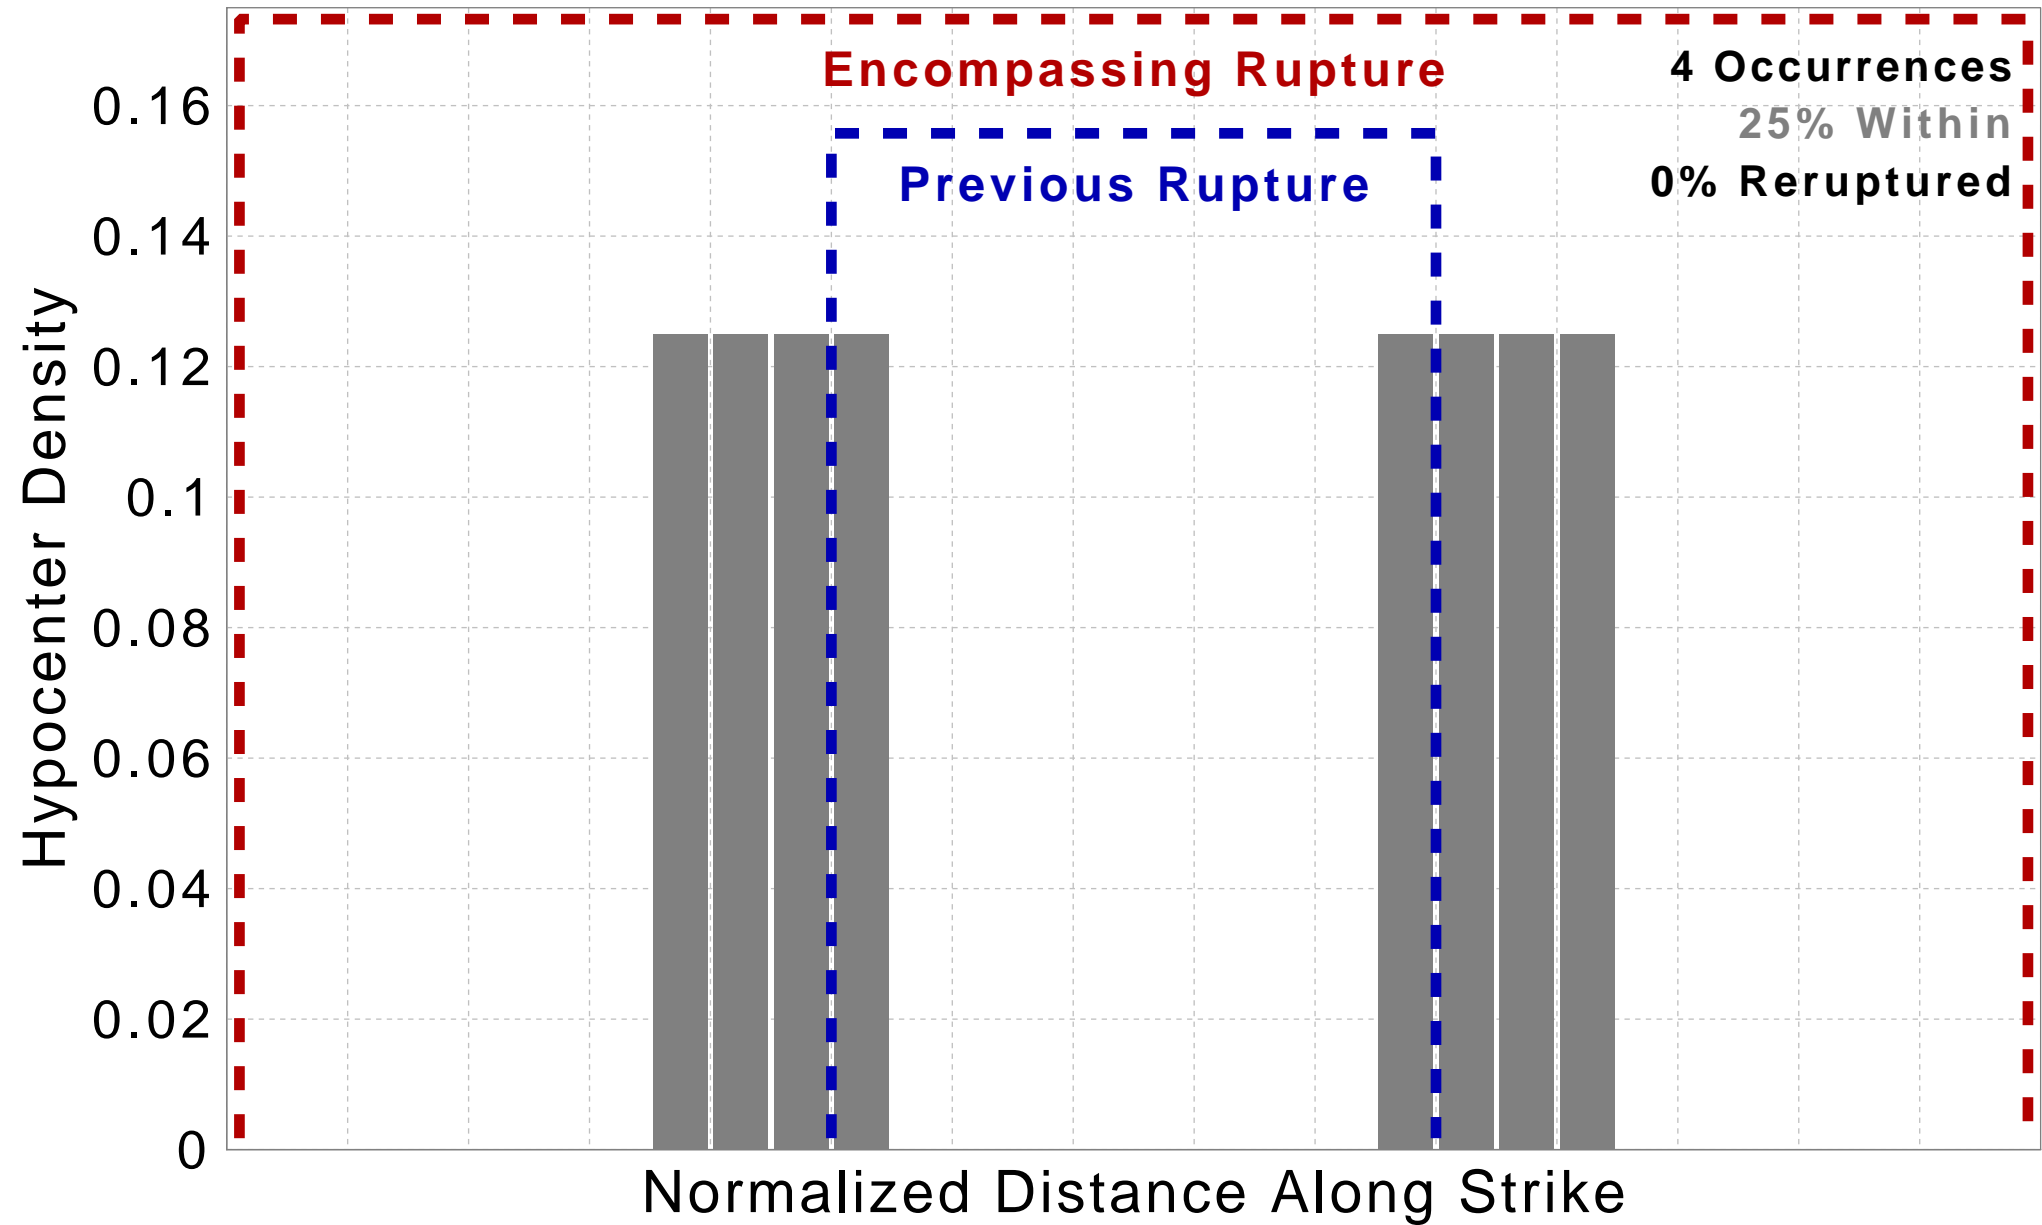 Encompassing Rupture
4 Occurrences
25% Within
0% Reruptured
Previous Rupture
Hypocenter Density
0.16
0.14
0.12
0.1
0.08
0.06
0.04
0.02
0
Normalized Distance Along Strike